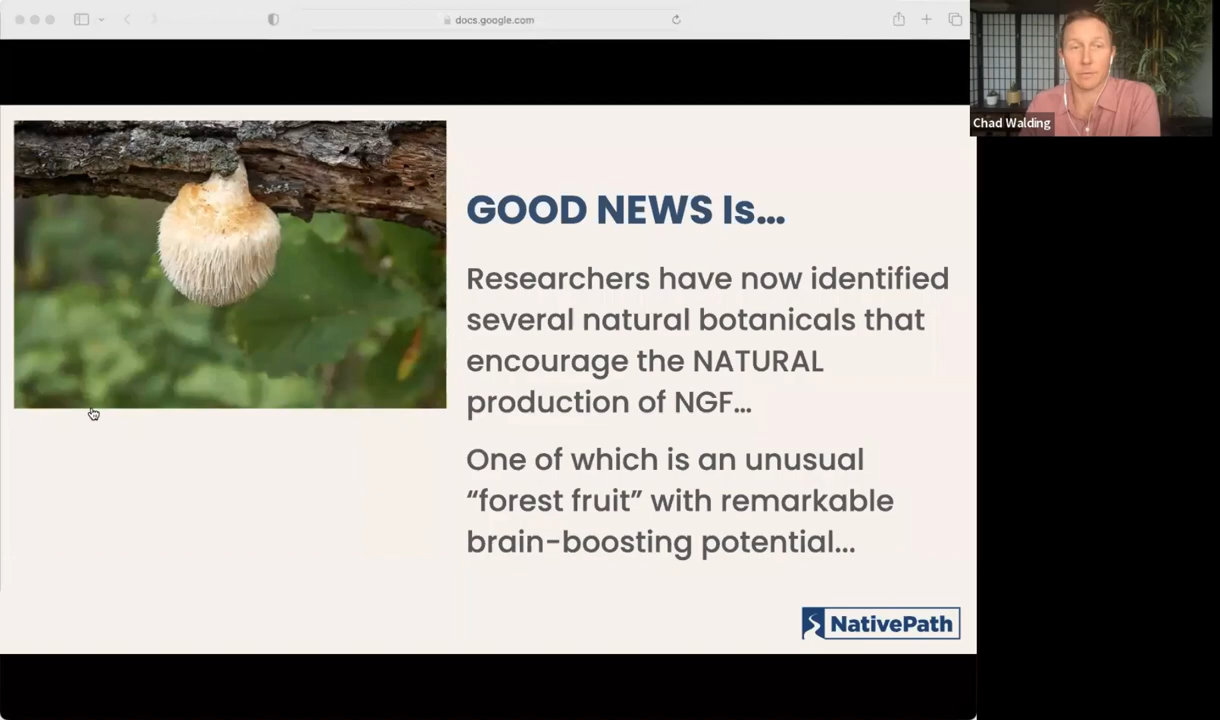 docs.google.com
Chad Walding
GOOD NEWS Is...
Researchers have now identified
several natural botanicals that
encourage the NATURAL
production of NGF...
One of which is an unusual
“forest fruit” with remarkable
brain-boosting potential...
NativePath